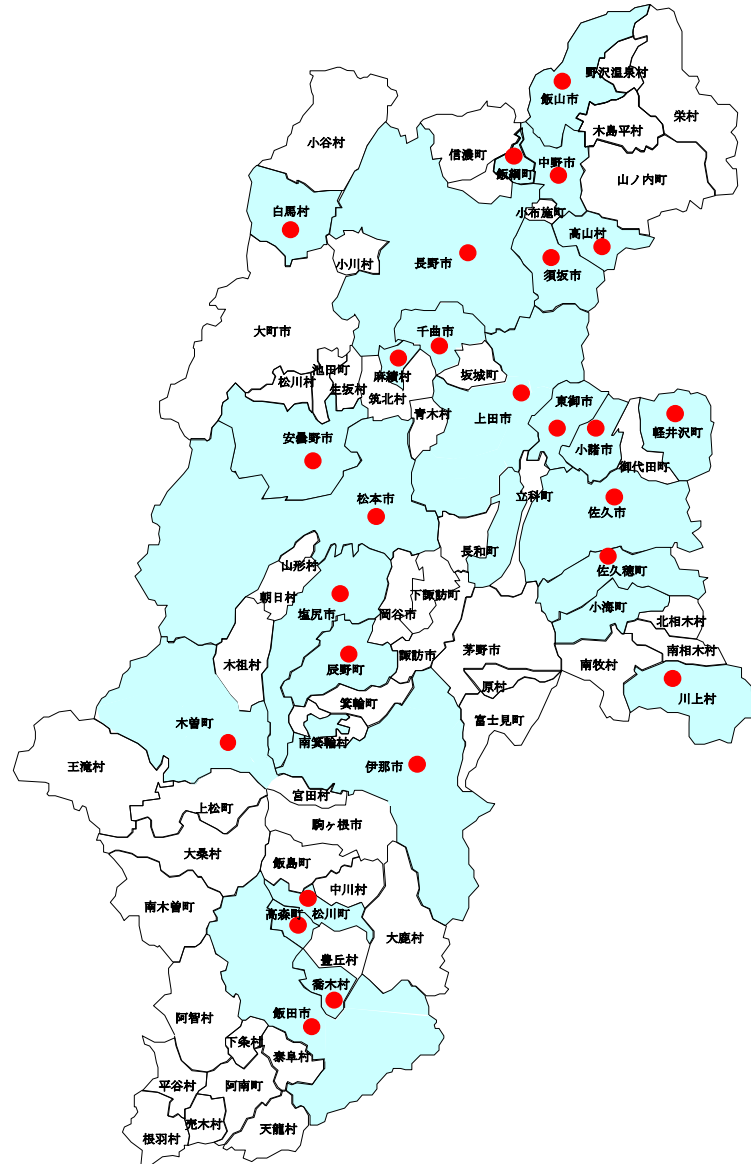 野沢温泉村
飯山市
栄村
木島平村
小谷村
信濃町
中野市
飯綱町
山ノ内町
白馬村
小布施町
高山村
小川村
長野市
須坂市
大町市
千曲市
池田町
麻績村
坂城町
松川村
生坂村
筑北村
青木村
上田市
東御市
軽井沢町
安曇野市
小諸市
御代田町
松本市
立科町
佐久市
長和町
山形村
佐久穂町
朝日村
下諏訪町
小海町
塩尻市
岡谷市
北相木村
木祖村
辰野町
諏訪市
茅野市
南相木村
南牧村
原村
箕輪町
川上村
木曽町
富士見町
南箕輪村
王滝村
伊那市
宮田村
上松町
駒ヶ根市
大桑村
飯島町
中川村
南木曽町
高森町
松川町
大鹿村
豊丘村
喬木村
阿智村
飯田市
下条村
泰阜村
平谷村
阿南町
売木村
天龍村
根羽村